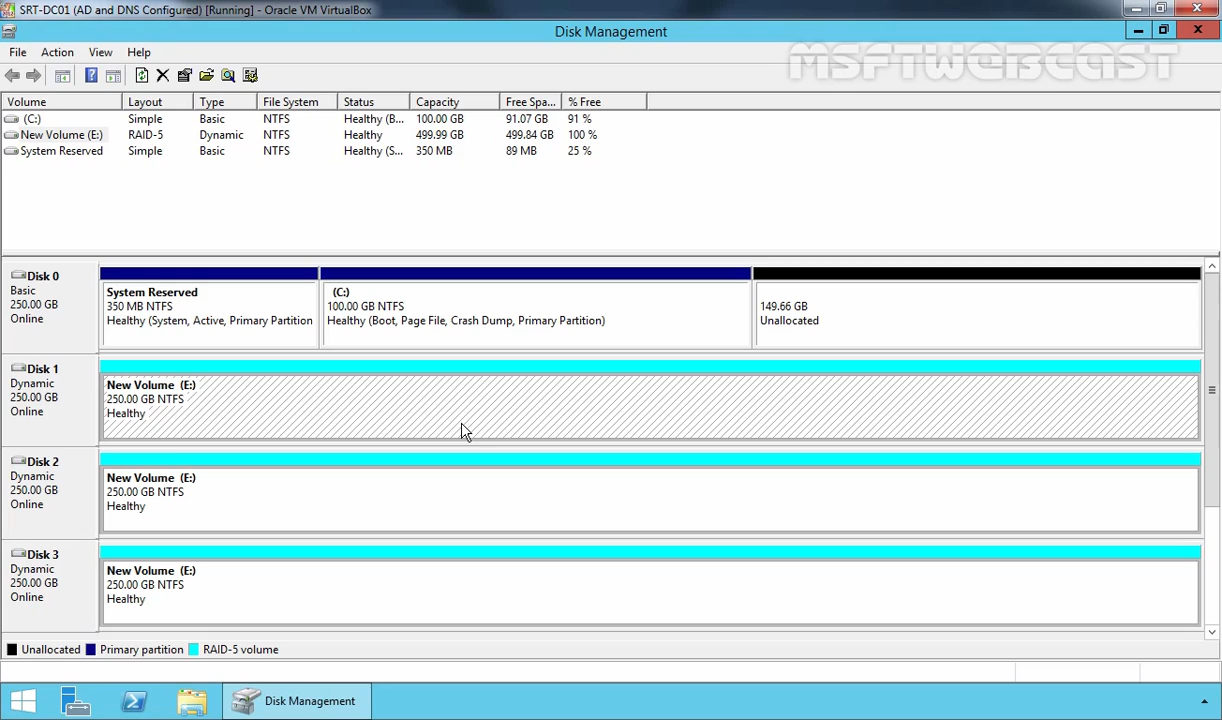 SRT-DC01 (AD and DNS Configured) [Running] - Oracle VM VirtualBox
Disk Management
File Action View Help
MSFTWEBCAST
Volume Layout Type File System Status Capacity Free Spa... % Free
(C:) Simple Basic NTFS Healthy (B... 100.00 GB 91.07 GB 91 %
New Volume (E:) RAID-5 Dynamic NTFS Healthy 499.99 GB 499.84 GB 100 %
System Reserved Simple Basic NTFS Healthy (S... 350 MB 89 MB 25 %
Disk 0
Basic
250.00 GB
Online
System Reserved
350 MB NTFS
Healthy (System, Active, Primary Partition
(C:)
100.00 GB NTFS
Healthy (Boot, Page File, Crash Dump, Primary Partition)
149.66 GB
Unallocated
Disk 1
Dynamic
250.00 GB
Online
New Volume (E:)
250.00 GB NTFS
Healthy
Disk 2
Dynamic
250.00 GB
Online
New Volume (E:)
250.00 GB NTFS
Healthy
Disk 3
Dynamic
250.00 GB
Online
New Volume (E:)
250.00 GB NTFS
Healthy
Unallocated Primary partition RAID-5 volume
Disk Management